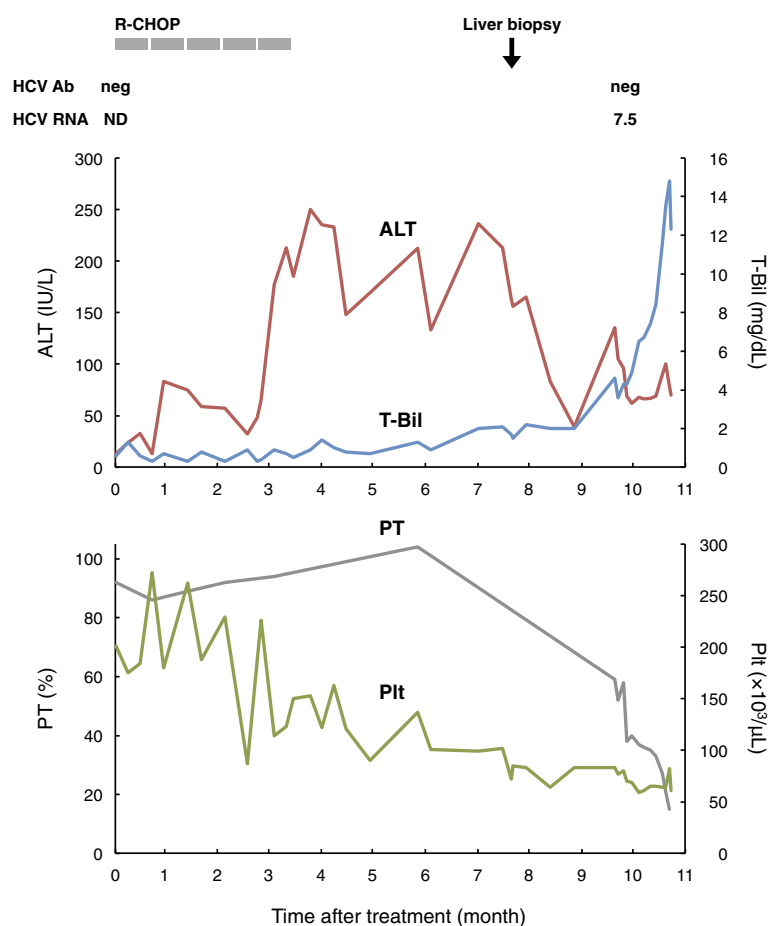 R-CHOP
Liver biopsy
HCV Ab neg neg
HCV RNA ND 7.5
300 16
250 14
200 12
150 10
100 8
50 6
0 4
2
0
ALT (IU/L)
T-Bil (mg/dL)
ALT
T-Bil
0 1 2 3 4 5 6 7 8 9 10 11
PT
100 300
80 250
60 200
40 150
20 100
0 50
0
PT (%)
Plt (×10³/μL)
Plt
0 1 2 3 4 5 6 7 8 9 10 11
Time after treatment (month)